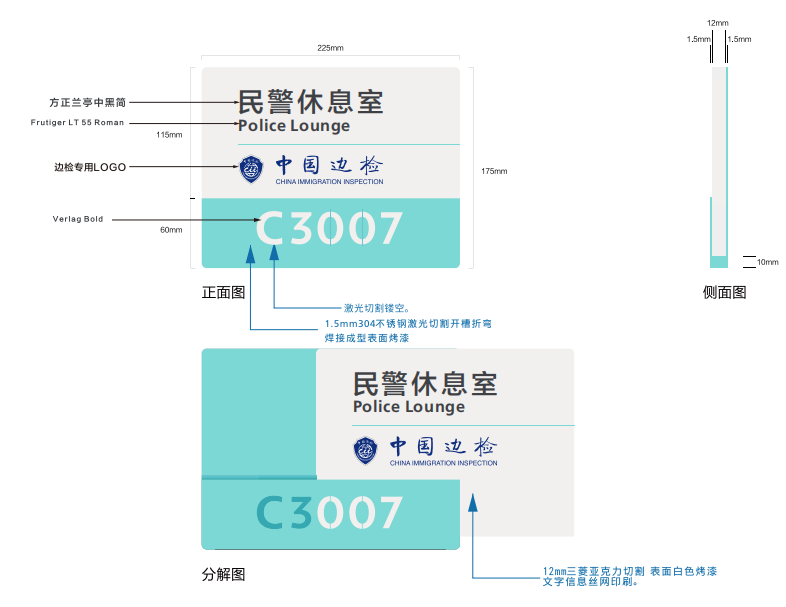 225mm
12mm
1.5mm
1.5mm
方正兰亭中黑简
民警休息室
Frutiger LT 55 Roman
Police Lounge
115mm
边检专用LOGO
中国边检
CHINA IMMIGRATION INSPECTION
175mm
Verlag Bold
60mm
C3007
10mm
正面图
侧面图
激光切割镂空。
1.5mm304不锈钢激光切割开槽折弯
焊接成型表面烤漆
民警休息室
Police Lounge
中国边检
CHINA IMMIGRATION INSPECTION
C3007
分解图
12mm三菱亚克力切割 表面白色烤漆
文字信息丝网印刷。